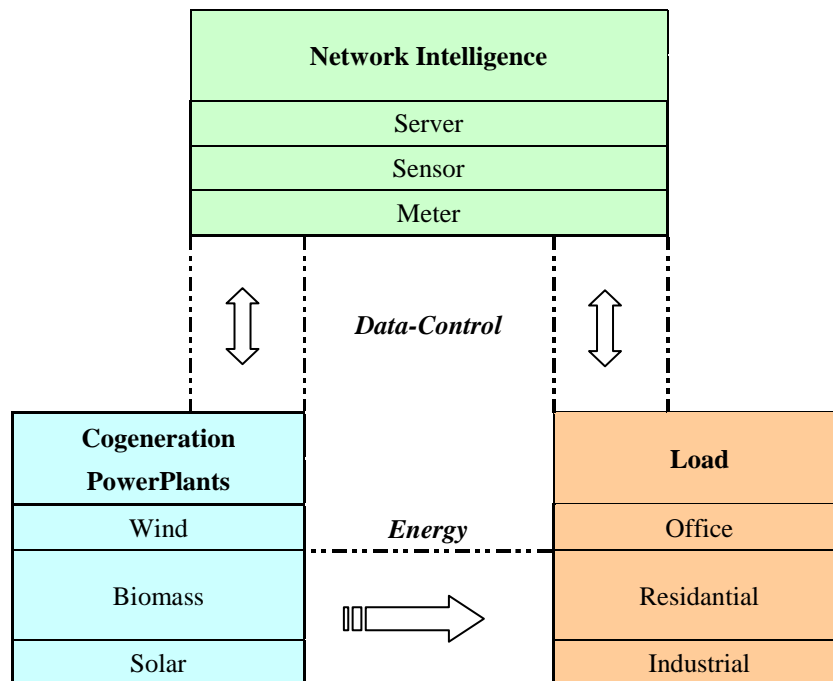 Network Intelligence
Server
Sensor
Meter
Data-Control
Cogeneration
PowerPlants
Wind
Biomass
Solar
Energy
Load
Office
Residantial
Industrial